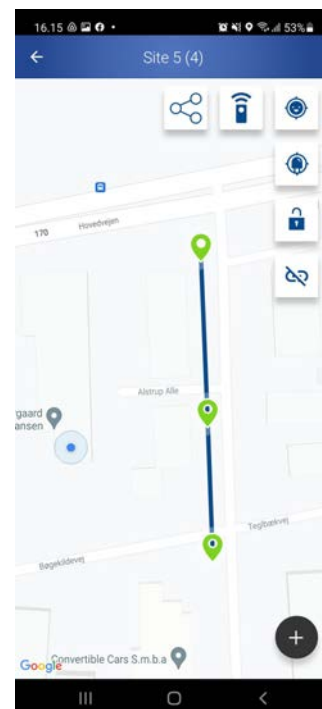 16.15 53%
Site 5 (4)
170 Hovedvejen
Alstrup Alle
gaard
ansen
Teglbækvej
Bøgekildevej
Convertible Cars S.m.b.a
Google